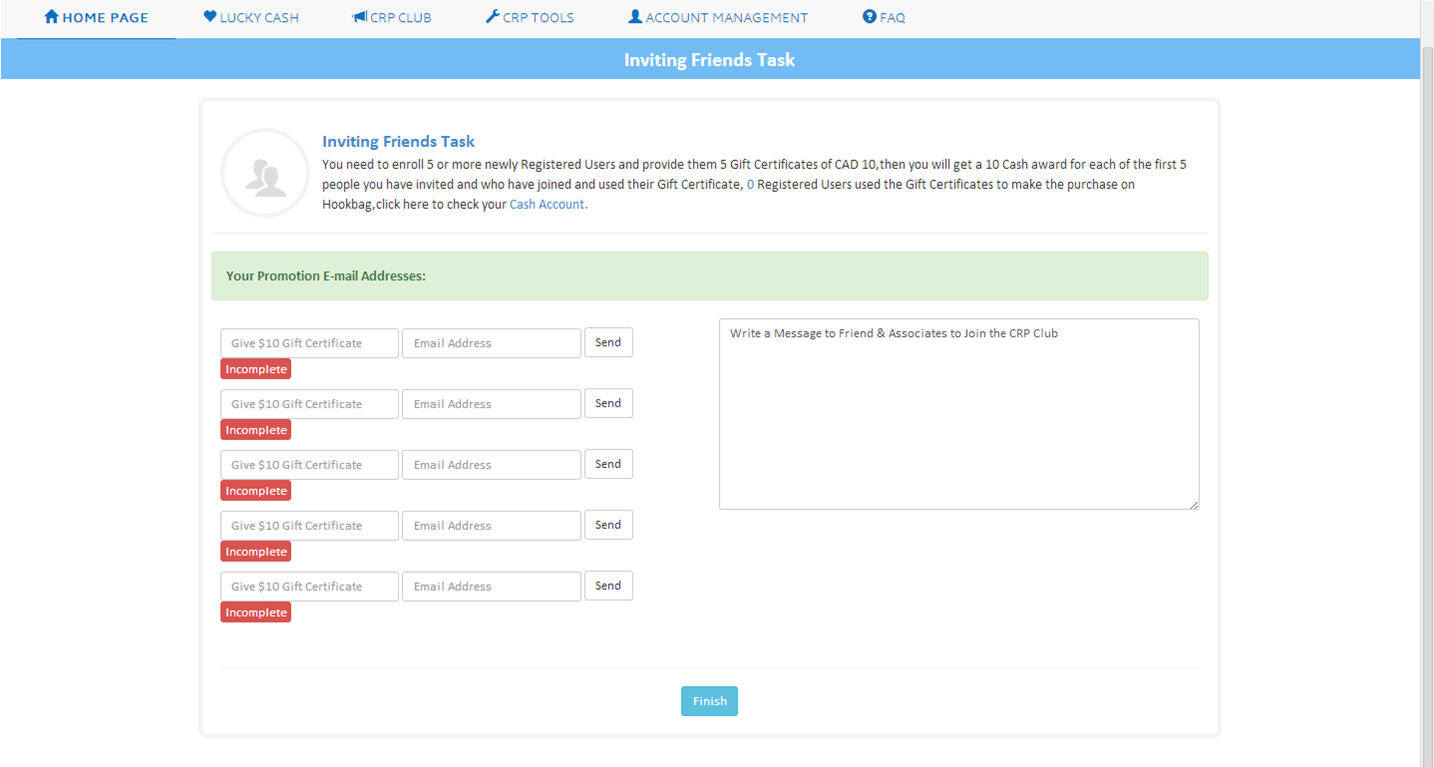 HOME PAGE LUCKY CASH CRP CLUB CRP TOOLS ACCOUNT MANAGEMENT FAQ
Inviting Friends Task
Inviting Friends Task
You need to enroll 5 or more newly Registered Users and provide them 5 Gift Certificates of CAD 10,then you will get a 10 Cash award for each of the first 5
people you have invited and who have joined and used their Gift Certificate, 0 Registered Users used the Gift Certificates to make the purchase on
Hookbag,click here to check your Cash Account.
Your Promotion E-mail Addresses:
Give $10 Gift Certificate Email Address Send
Incomplete
Give $10 Gift Certificate Email Address Send
Incomplete
Give $10 Gift Certificate Email Address Send
Incomplete
Give $10 Gift Certificate Email Address Send
Incomplete
Give $10 Gift Certificate Email Address Send
Incomplete
Write a Message to Friend & Associates to Join the CRP Club
Finish